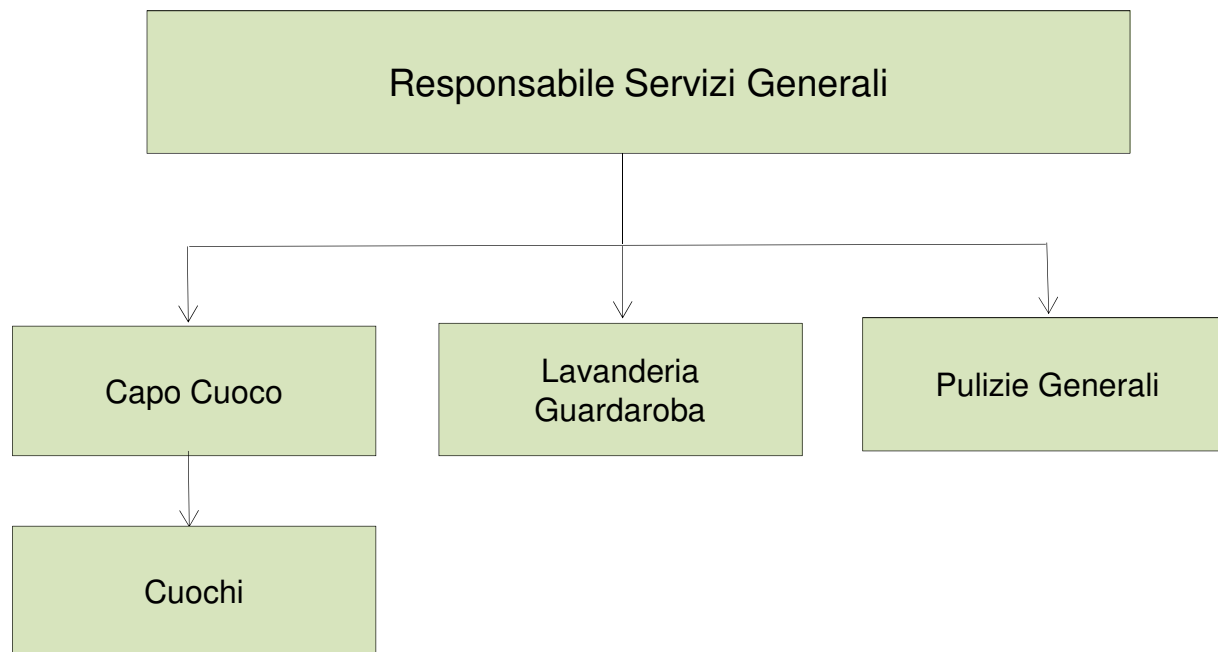 Responsabile Servizi Generali
Capo Cuoco
Lavanderia
Guardaroba
Pulizie Generali
Cuochi